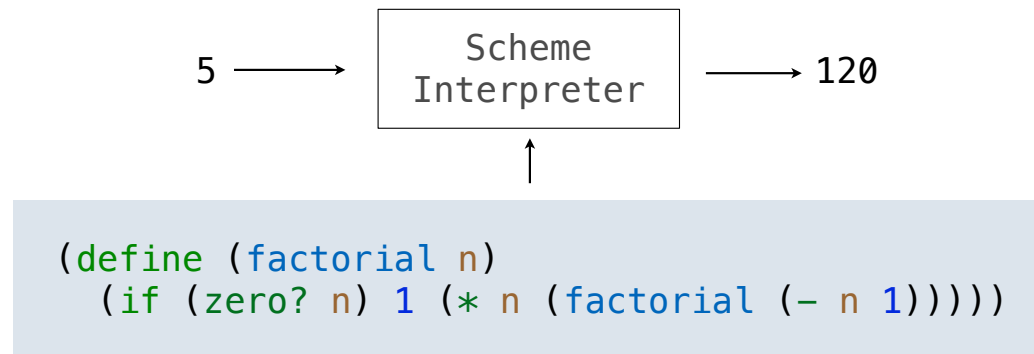 5
Scheme
Interpreter
120
(define (factorial n)
  (if (zero? n) 1 (* n (factorial (- n 1)))))